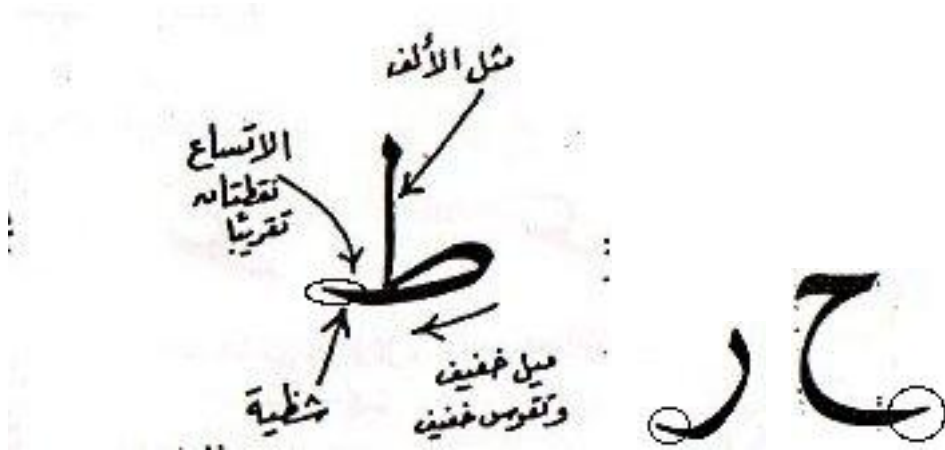 مثل الألف
الاتساع
نقطتان
تقريبًا
ط
شظية
ميل خفيف
وتقوس خفيف
ح ر